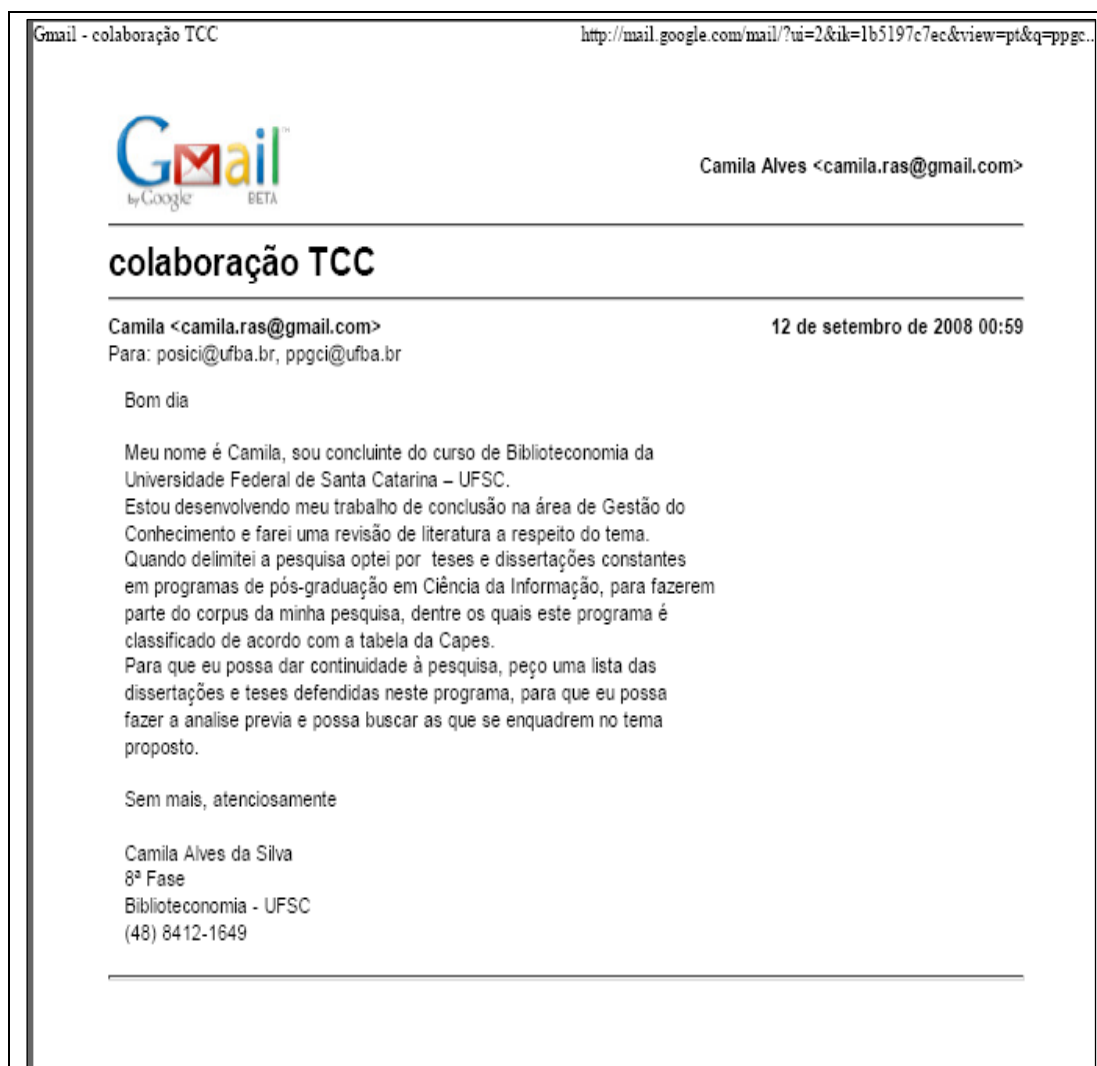 Gmail - colaboração TCC
http://mail.google.com/mail/?ui=2&ik=1b5197c7ec&view=pt&q=ppgc...
Gmail™
by Google BETA
Camila Alves <camila.ras@gmail.com>
colaboração TCC
Camila <camila.ras@gmail.com>
12 de setembro de 2008 00:59
Para: posici@ufba.br, ppgci@ufba.br
Bom dia
Meu nome é Camila, sou concluinte do curso de Biblioteconomia da
Universidade Federal de Santa Catarina – UFSC.
Estou desenvolvendo meu trabalho de conclusão na área de Gestão do
Conhecimento e farei uma revisão de literatura a respeito do tema.
Quando delimitei a pesquisa optei por  teses e dissertações constantes
em programas de pós-graduação em Ciência da Informação, para fazerem
parte do corpus da minha pesquisa, dentre os quais este programa é
classificado de acordo com a tabela da Capes.
Para que eu possa dar continuidade à pesquisa, peço uma lista das
dissertações e teses defendidas neste programa, para que eu possa
fazer a analise previa e possa buscar as que se enquadrem no tema
proposto.
Sem mais, atenciosamente
Camila Alves da Silva
8ª Fase
Biblioteconomia - UFSC
(48) 8412-1649